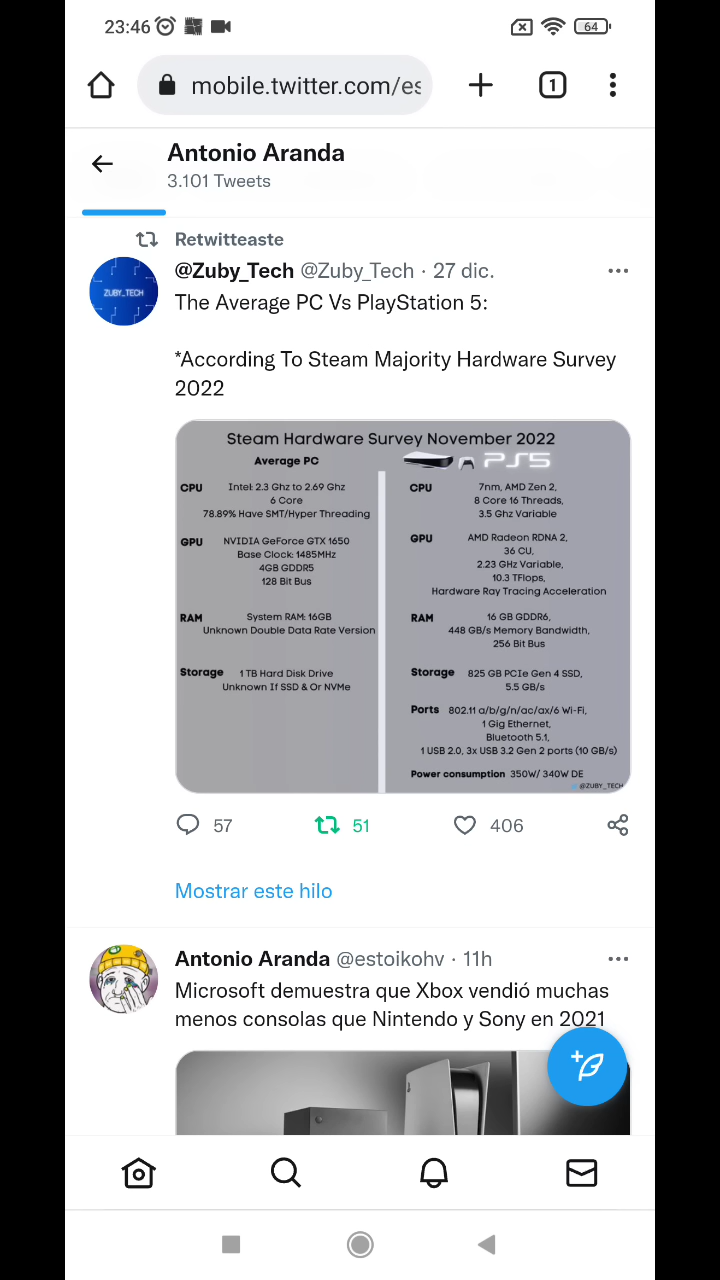 23:46
64
mobile.twitter.com/es
1
Antonio Aranda
3.101 Tweets
Retwitteaste
@Zuby_Tech @Zuby_Tech · 27 dic.
ZUBY_TECH
The Average PC Vs PlayStation 5:
*According To Steam Majority Hardware Survey
2022
Steam Hardware Survey November 2022
Average PC
PS5
CPU Intel: 2.3 Ghz to 2.69 Ghz
6 Core
78.89% Have SMT/Hyper Threading
GPU NVIDIA GeForce GTX 1650
Base Clock: 1485MHz
4GB GDDR5
128 Bit Bus
RAM System RAM: 16GB
Unknown Double Data Rate Version
Storage 1 TB Hard Disk Drive
Unknown If SSD & Or NVMe
CPU 7nm, AMD Zen 2,
8 Core 16 Threads,
3.5 Ghz Variable
GPU AMD Radeon RDNA 2,
36 CU,
2.23 GHz Variable,
10.3 TFlops,
Hardware Ray Tracing Acceleration
RAM 16 GB GDDR6,
448 GB/s Memory Bandwidth,
256 Bit Bus
Storage 825 GB PCIe Gen 4 SSD,
5.5 GB/s
Ports 802.11 a/b/g/n/ac/ax/6 Wi-Fi,
1 Gig Ethernet,
Bluetooth 5.1,
1 USB 2.0, 3x USB 3.2 Gen 2 ports (10 GB/s)
Power consumption 350W/ 340W DE
@ZUBY_TECH
57 51 406
Mostrar este hilo
Antonio Aranda @estoikohv · 11h
Microsoft demuestra que Xbox vendió muchas
menos consolas que Nintendo y Sony en 2021